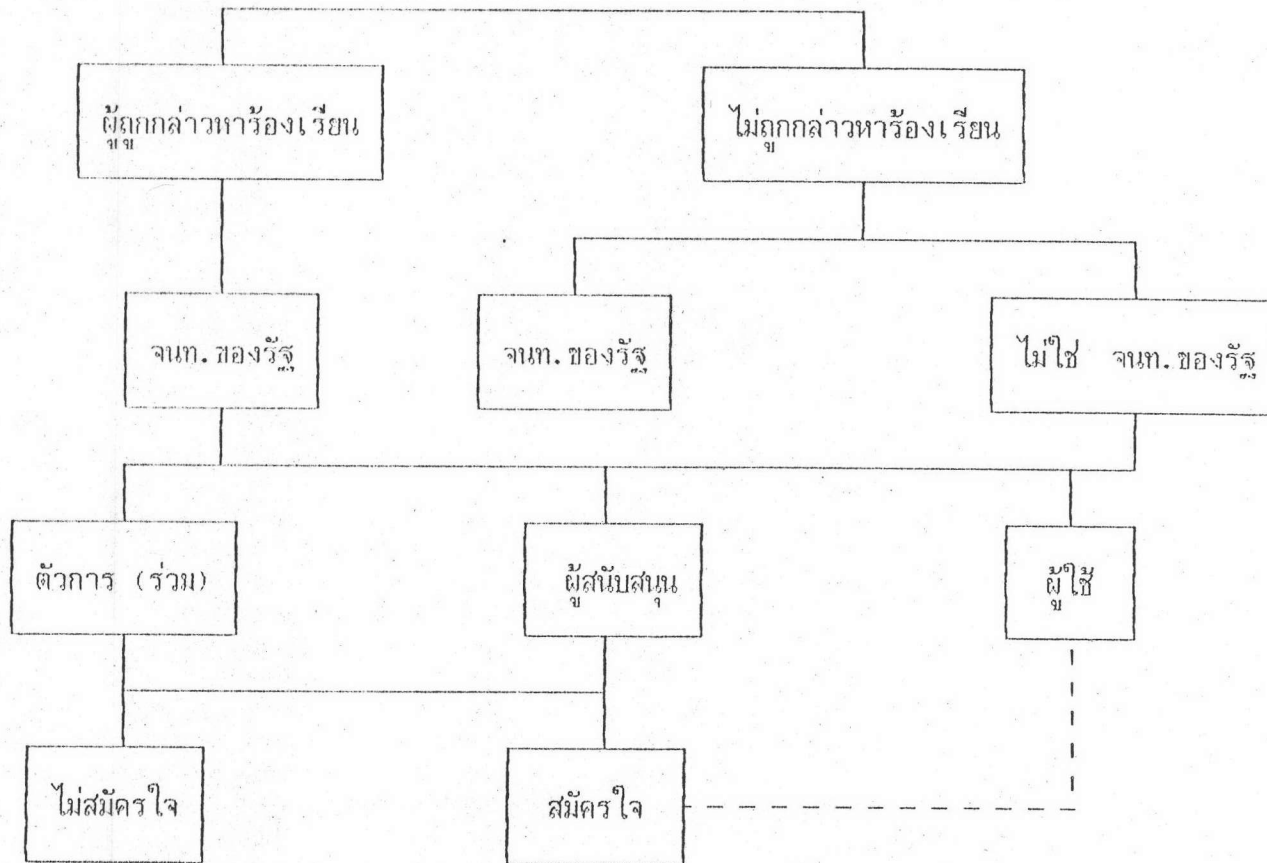 ผู้ถูกกล่าวหาร้องเรียน
ไม่ถูกกล่าวหาร้องเรียน
จนท.ของรัฐ
จนท.ของรัฐ
ไม่ใช่ จนท.ของรัฐ
ตัวการ (ร่วม)
ผู้สนับสนุน
ผู้ใช้
ไม่สมัครใจ
สมัครใจ